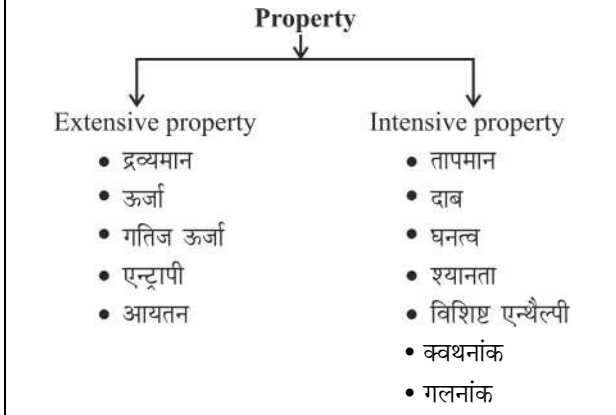 Property
Extensive property
• द्रव्यमान
• ऊर्जा
• गतिज ऊर्जा
• एन्ट्रापी
• आयतन
Intensive property
• तापमान
• दाब
• घनत्व
• श्यानता
• विशिष्ट एन्थैल्पी
• क्वथनांक
• गलनांक